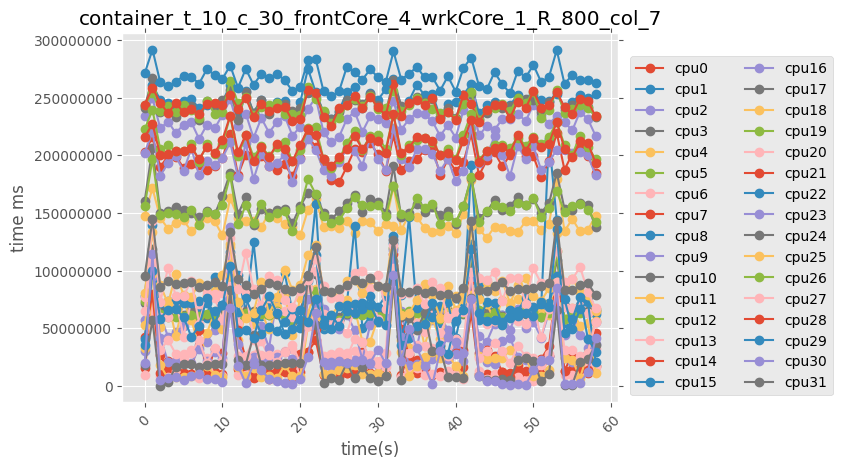 container_t_10_c_30_frontCore_4_wrkCore_1_R_800_col_7
300000000
250000000
200000000
150000000
100000000
50000000
0
time ms
0
10
20
30
40
50
60
time(s)
cpu0
cpu1
cpu2
cpu3
cpu4
cpu5
cpu6
cpu7
cpu8
cpu9
cpu10
cpu11
cpu12
cpu13
cpu14
cpu15
cpu16
cpu17
cpu18
cpu19
cpu20
cpu21
cpu22
cpu23
cpu24
cpu25
cpu26
cpu27
cpu28
cpu29
cpu30
cpu31